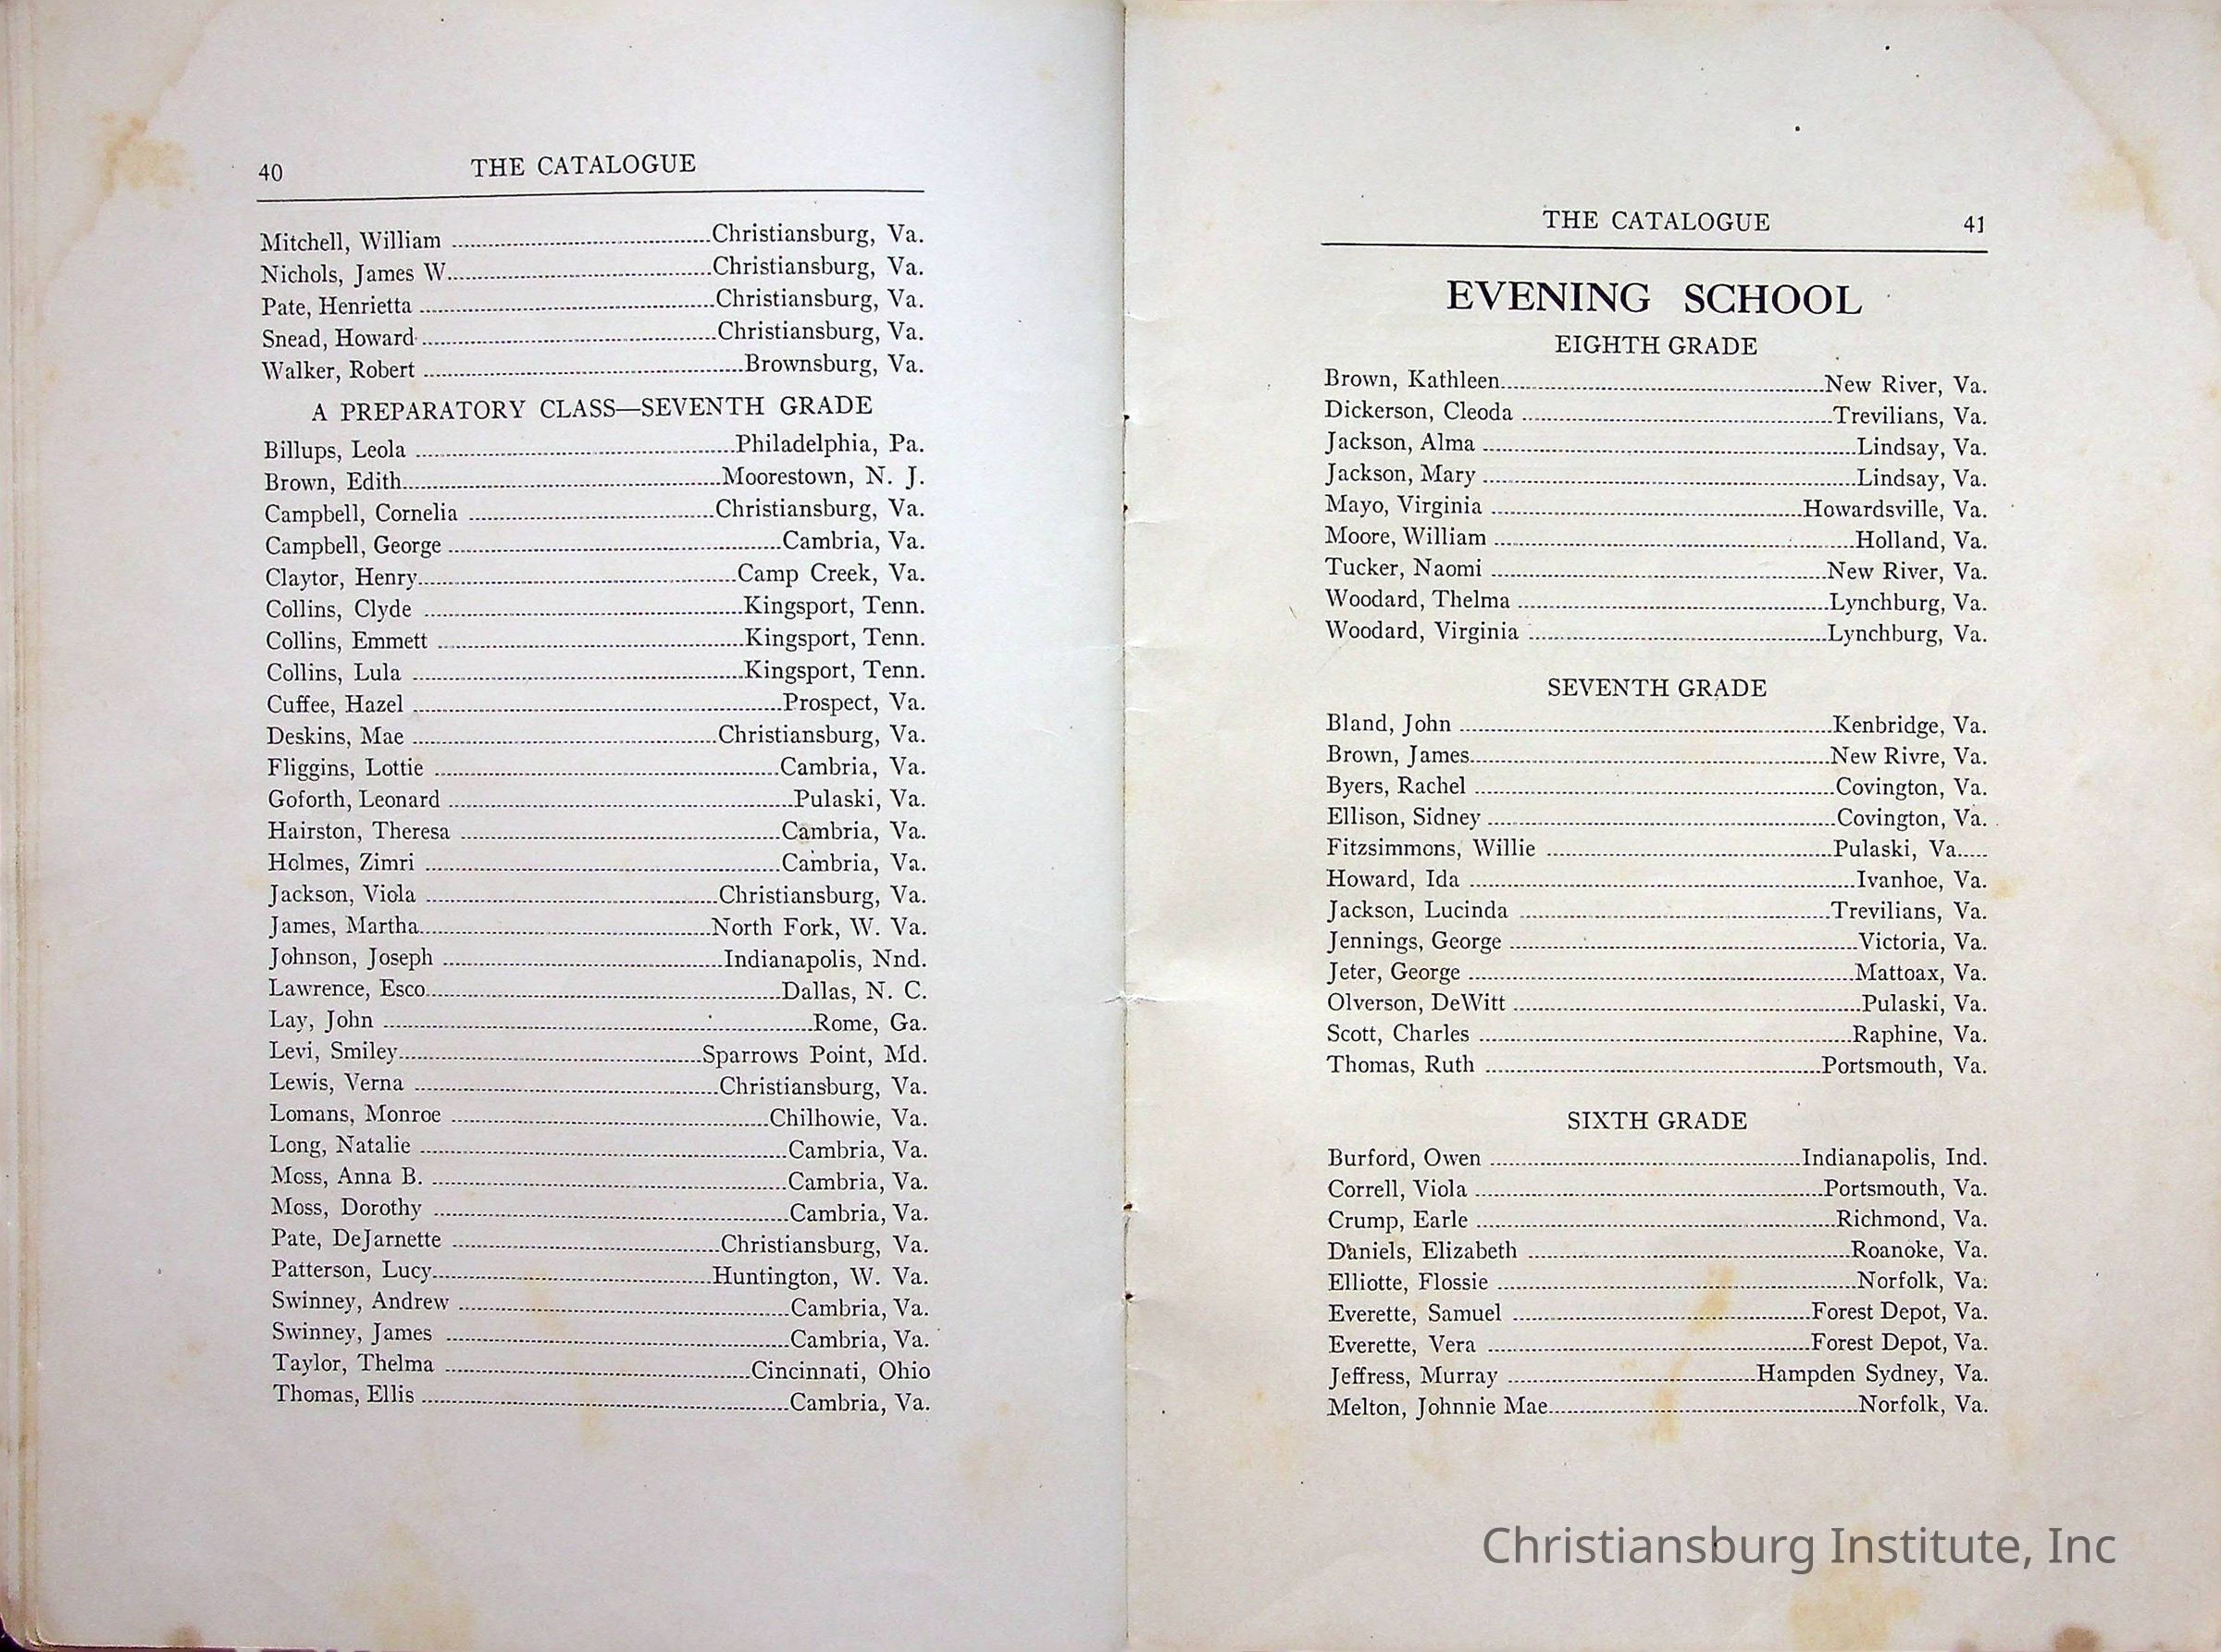 40 THE CATALOGUE
Mitchell, William Christiansburg, Va.
Nichols, James W. Christiansburg, Va.
Pate, Henrietta Christiansburg, Va.
Snead, Howard Christiansburg, Va.
Walker, Robert Brownsburg, Va.
A PREPARATORY CLASS—SEVENTH GRADE
Billups, Leola Philadelphia, Pa.
Brown, Edith Moorestown, N. J.
Campbell, Cornelia Christiansburg, Va.
Campbell, George Cambria, Va.
Claytor, Henry Camp Creek, Va.
Collins, Clyde Kingsport, Tenn.
Collins, Emmett Kingsport, Tenn.
Collins, Lula Kingsport, Tenn.
Cuffee, Hazel Prospect, Va.
Deskins, Mae Christiansburg, Va.
Fliggins, Lottie Cambria, Va.
Goforth, Leonard Pulaski, Va.
Hairston, Theresa Cambria, Va.
Holmes, Zimri Cambria, Va.
Jackson, Viola Christiansburg, Va.
James, Martha North Fork, W. Va.
Johnson, Joseph Indianapolis, Nnd.
Lawrence, Esco Dallas, N. C.
Lay, John Rome, Ga.
Levi, Smiley Sparrows Point, Md.
Lewis, Verna Christiansburg, Va.
Lomans, Monroe Chilhowie, Va.
Long, Natalie Cambria, Va.
Moss, Anna B. Cambria, Va.
Moss, Dorothy Cambria, Va.
Pate, DeJarnette Christiansburg, Va.
Patterson, Lucy Huntington, W. Va.
Swinney, Andrew Cambria, Va.
Swinney, James Cambria, Va.
Taylor, Thelma Cincinnati, Ohio
Thomas, Ellis Cambria, Va.
THE CATALOGUE 41
EVENING SCHOOL
EIGHTH GRADE
Brown, Kathleen New River, Va.
Dickerson, Cleoda Trevilians, Va.
Jackson, Alma Lindsay, Va.
Jackson, Mary Lindsay, Va.
Mayo, Virginia Howardsville, Va.
Moore, William Holland, Va.
Tucker, Naomi New River, Va.
Woodard, Thelma Lynchburg, Va.
Woodard, Virginia Lynchburg, Va.
SEVENTH GRADE
Bland, John Kenbridge, Va.
Brown, James New Rivre, Va.
Byers, Rachel Covington, Va.
Ellison, Sidney Covington, Va.
Fitzsimmons, Willie Pulaski, Va.....
Howard, Ida Ivanhoe, Va.
Jackson, Lucinda Trevilians, Va.
Jennings, George Victoria, Va.
Jeter, George Mattoax, Va.
Olverson, DeWitt Pulaski, Va.
Scott, Charles Raphine, Va.
Thomas, Ruth Portsmouth, Va.
SIXTH GRADE
Burford, Owen Indianapolis, Ind.
Correll, Viola Portsmouth, Va.
Crump, Earle Richmond, Va.
Daniels, Elizabeth Roanoke, Va.
Elliotte, Flossie Norfolk, Va.
Everette, Samuel Forest Depot, Va.
Everette, Vera Forest Depot, Va.
Jeffress, Murray Hampden Sydney, Va.
Melton, Johnnie Mae Norfolk, Va.
Christiansburg Institute, Inc